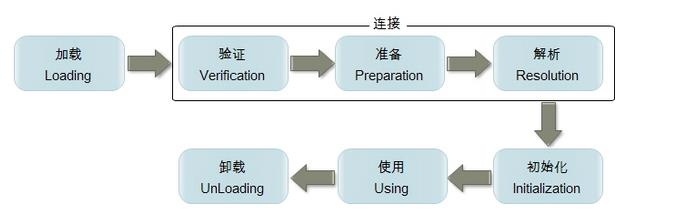 连接
加载
Loading
验证
Verification
准备
Preparation
解析
Resolution
卸载
UnLoading
使用
Using
初始化
Initialization